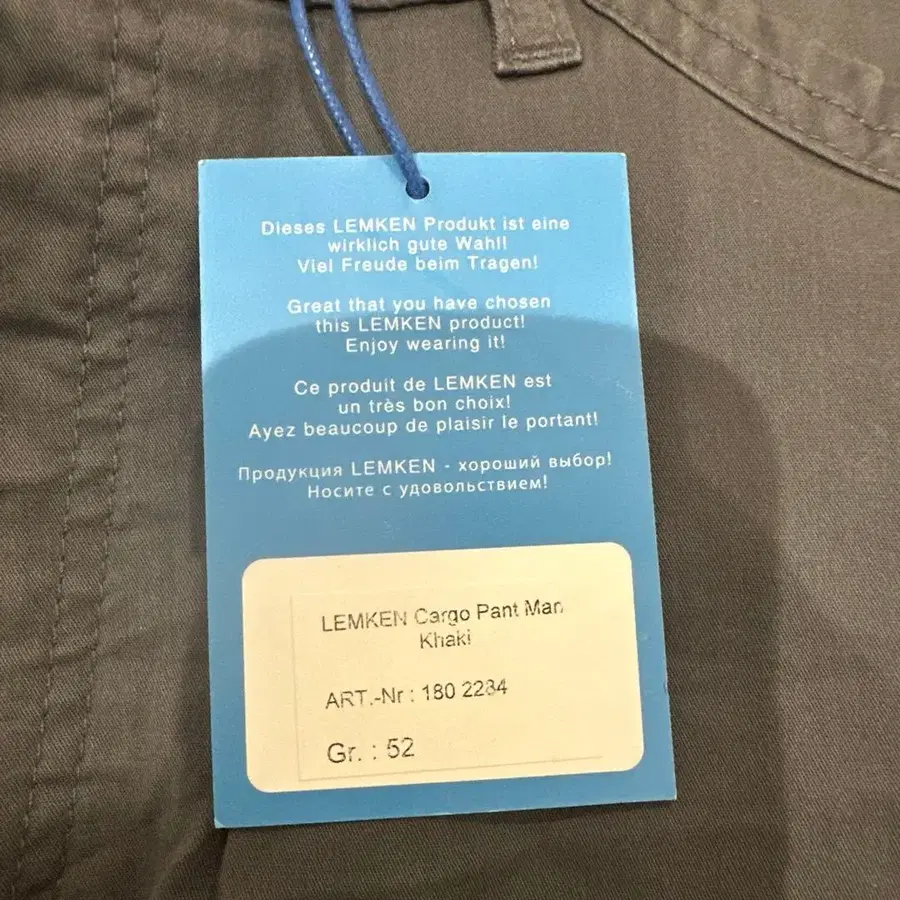 Dieses LEMKEN Produkt ist eine
wirklich gute Wahl!
Viel Freude beim Tragen!
Great that you have chosen
this LEMKEN product!
Enjoy wearing it!
Ce produit de LEMKEN est
un très bon choix!
Ayez beaucoup de plaisir le portant!
Продукция LEMKEN - хороший выбор!
Носите с удовольствием!
LEMKEN Cargo Pant Man
Khaki
ART.-Nr : 180 2284
Gr. : 52